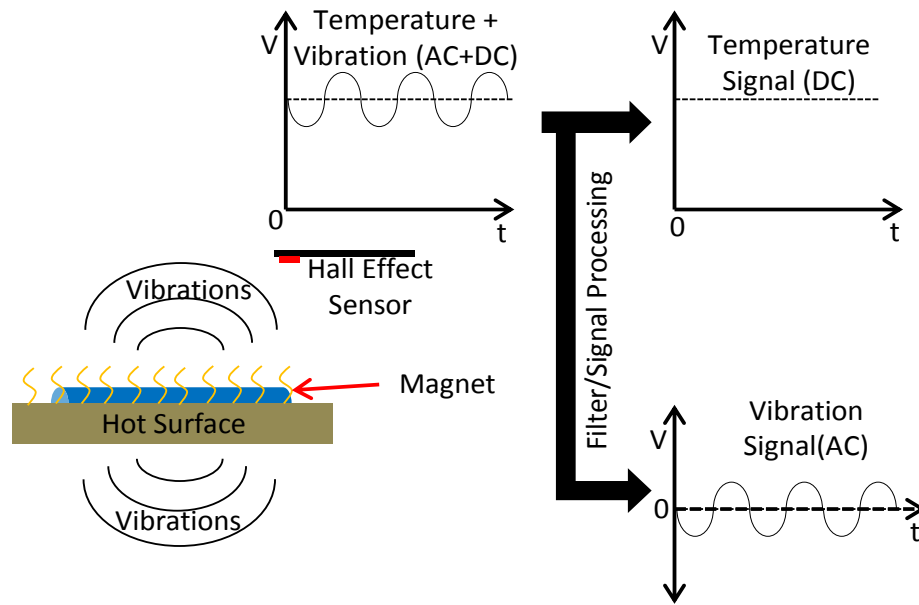 Temperature +
Vibration (AC+DC)
V
0
t
Temperature
Signal (DC)
V
0
t
Hall Effect
Sensor
Vibrations
Magnet
Hot Surface
Vibrations
Filter/Signal Processing
Vibration
Signal(AC)
V
0
t